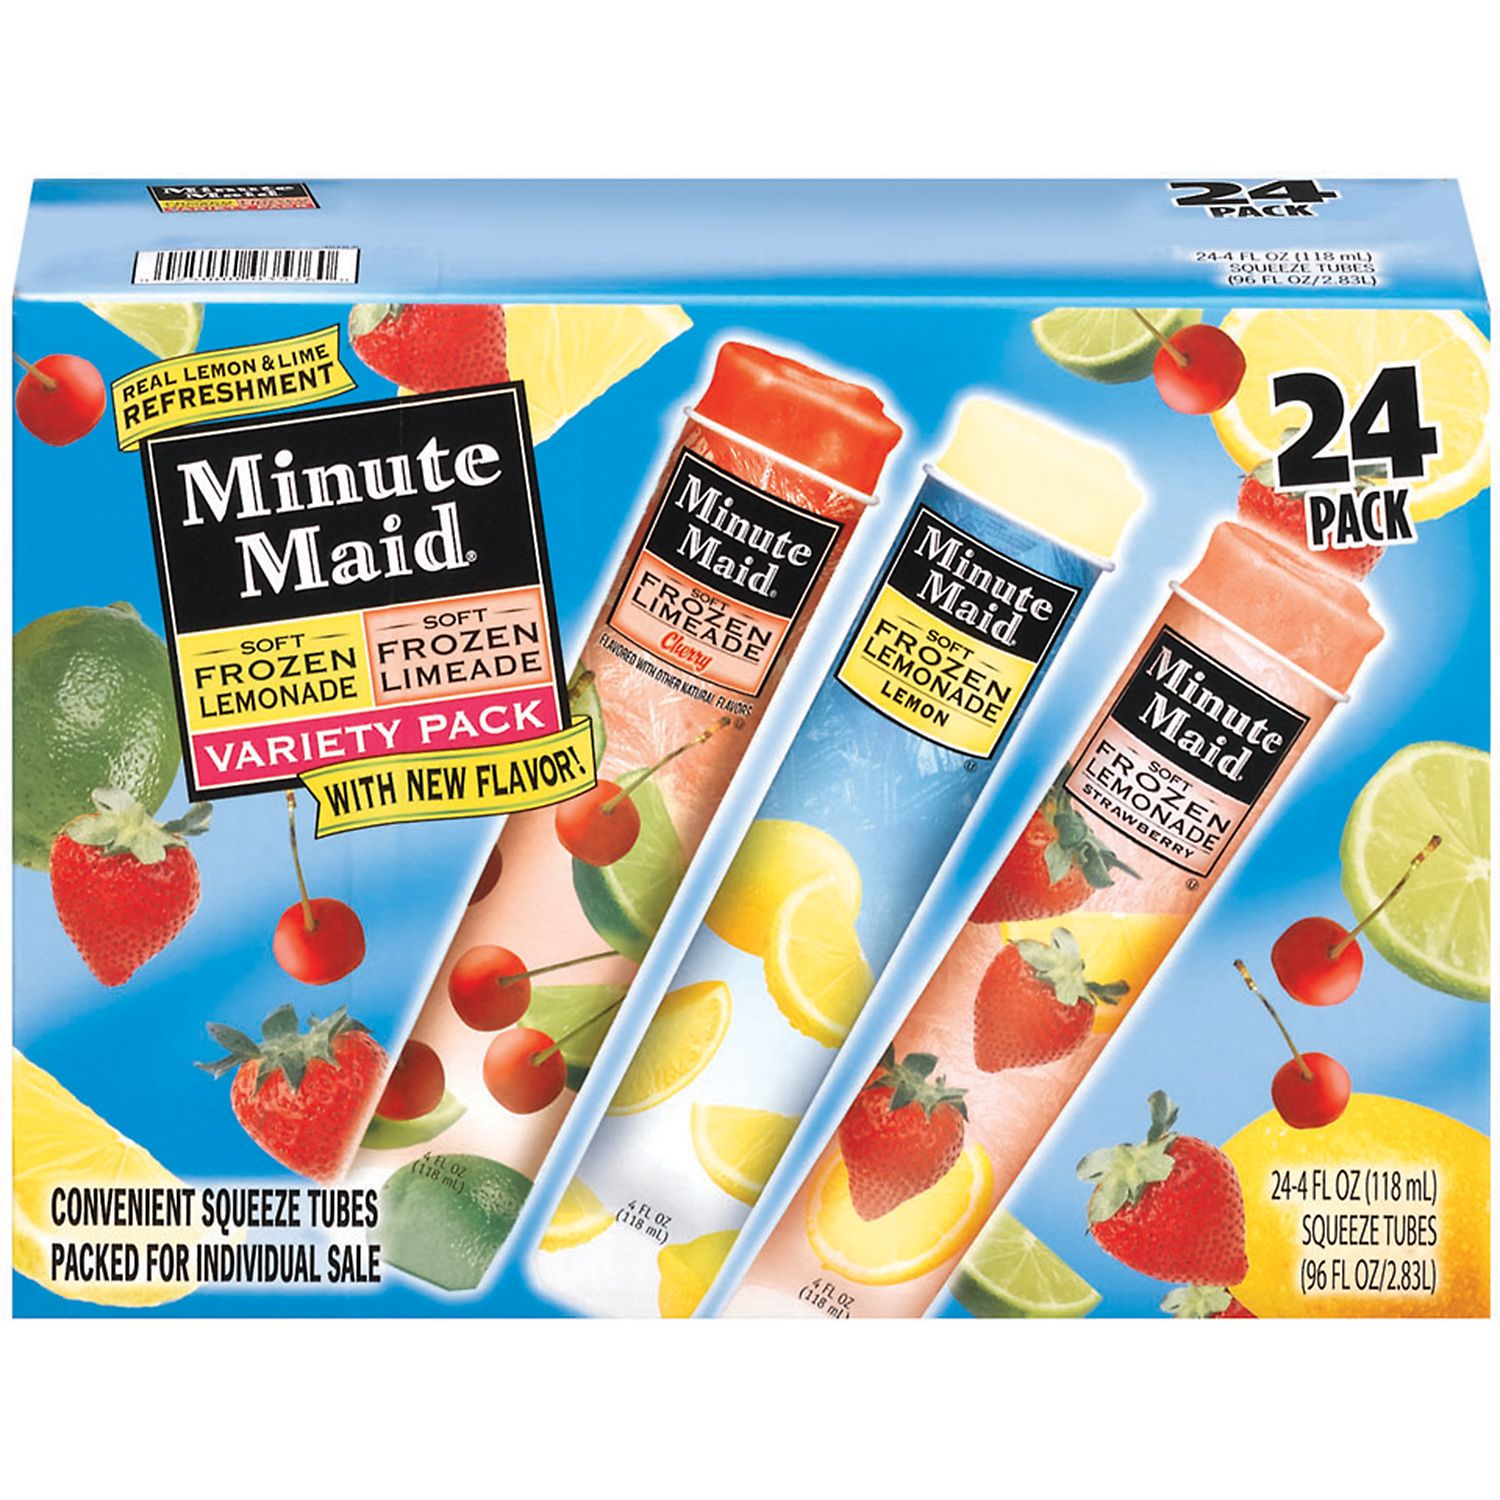 Minute
Maid
24
PACK
24-4 FL OZ (118 mL)
SQUEEZE TUBES
(96 FL OZ/2.83L)
REAL LEMON & LIME
REFRESHMENT
Minute
Maid®
SOFT
FROZEN
LEMONADE
SOFT
FROZEN
LIMEADE
VARIETY PACK
WITH NEW FLAVOR!
Minute
Maid®
SOFT
FROZEN
LIMEADE
Cherry
FLAVORED WITH OTHER NATURAL FLAVORS
4 FL OZ
(118 mL)
Minute
Maid
SOFT
FROZEN
LEMONADE
LEMON
4 FL OZ
(118 mL)
Minute
Maid
SOFT
FROZEN
LEMONADE
STRAWBERRY
4 FL OZ
(118 mL)
24
PACK
CONVENIENT SQUEEZE TUBES
PACKED FOR INDIVIDUAL SALE
24-4 FL OZ (118 mL)
SQUEEZE TUBES
(96 FL OZ/2.83L)